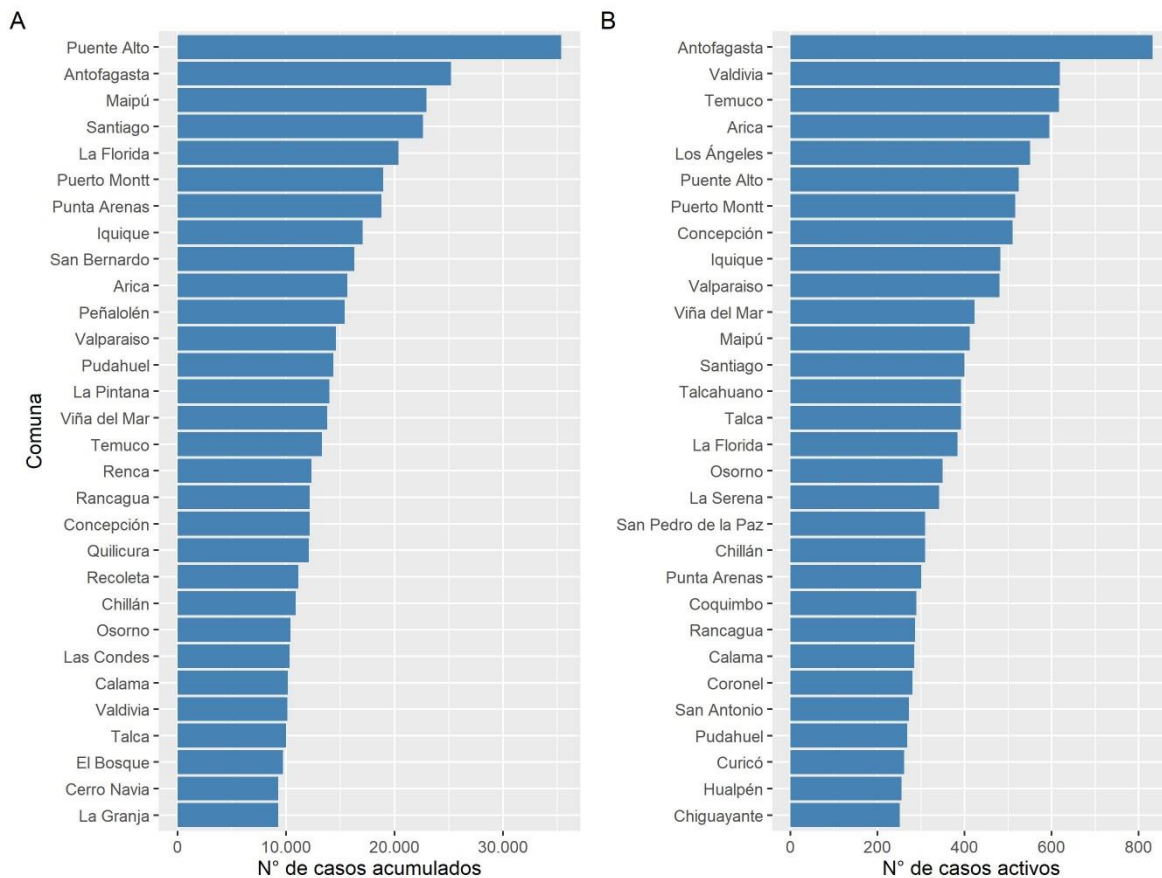 A
Puente Alto
Antofagasta
Maipú
Santiago
La Florida
Puerto Montt
Punta Arenas
Iquique
San Bernardo
Arica
Peñalolén
Valparaiso
Pudahuel
La Pintana
Viña del Mar
Temuco
Renca
Rancagua
Concepción
Quilicura
Recoleta
Chillán
Osorno
Las Condes
Calama
Valdivia
Talca
El Bosque
Cerro Navia
La Granja
Comuna
0 10.000 20.000 30.000
N° de casos acumulados
B
Antofagasta
Valdivia
Temuco
Arica
Los Ángeles
Puente Alto
Puerto Montt
Concepción
Iquique
Valparaiso
Viña del Mar
Maipú
Santiago
Talcahuano
Talca
La Florida
Osorno
La Serena
San Pedro de la Paz
Chillán
Punta Arenas
Coquimbo
Rancagua
Calama
Coronel
San Antonio
Pudahuel
Curicó
Hualpén
Chiguayante
0 200 400 600 800
N° de casos activos